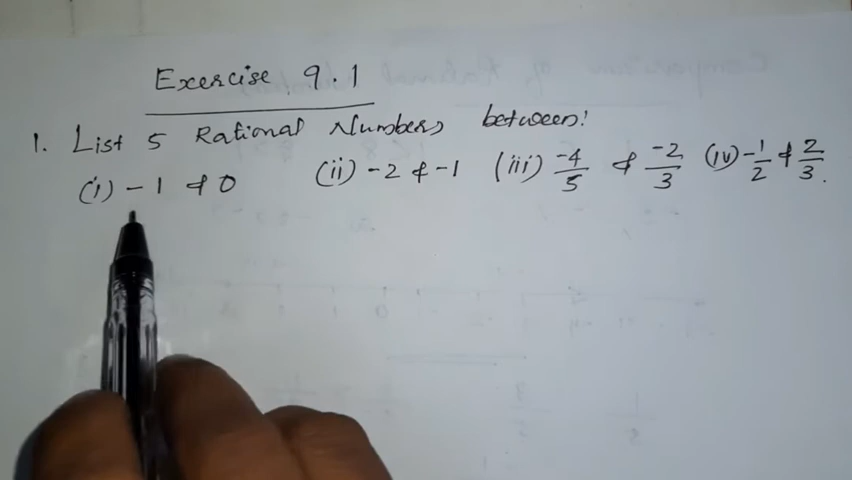 Exercise 9.1
1. List 5 Rational Numbers between:
(i) -1 & 0 (ii) -2 & -1 (iii) -4/5 & -2/3 (iv) -1/2 & 2/3.